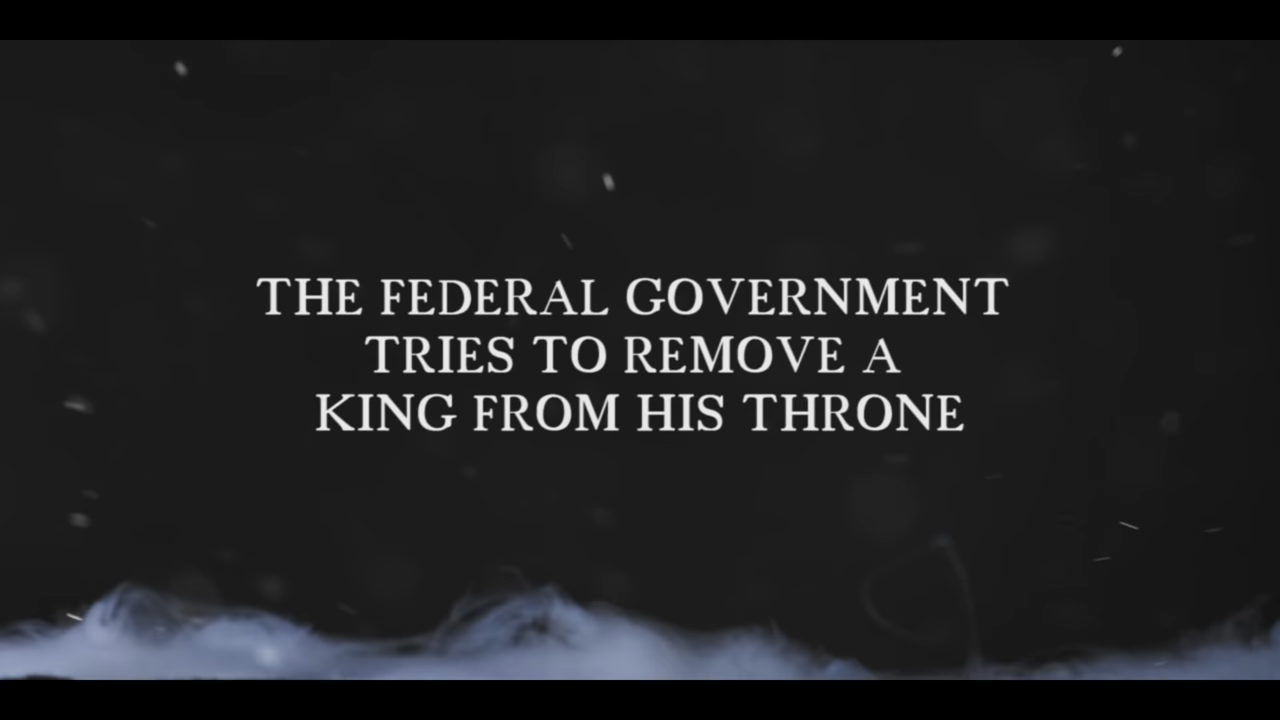 THE FEDERAL GOVERNMENT
TRIES TO REMOVE A
KING FROM HIS THRONE